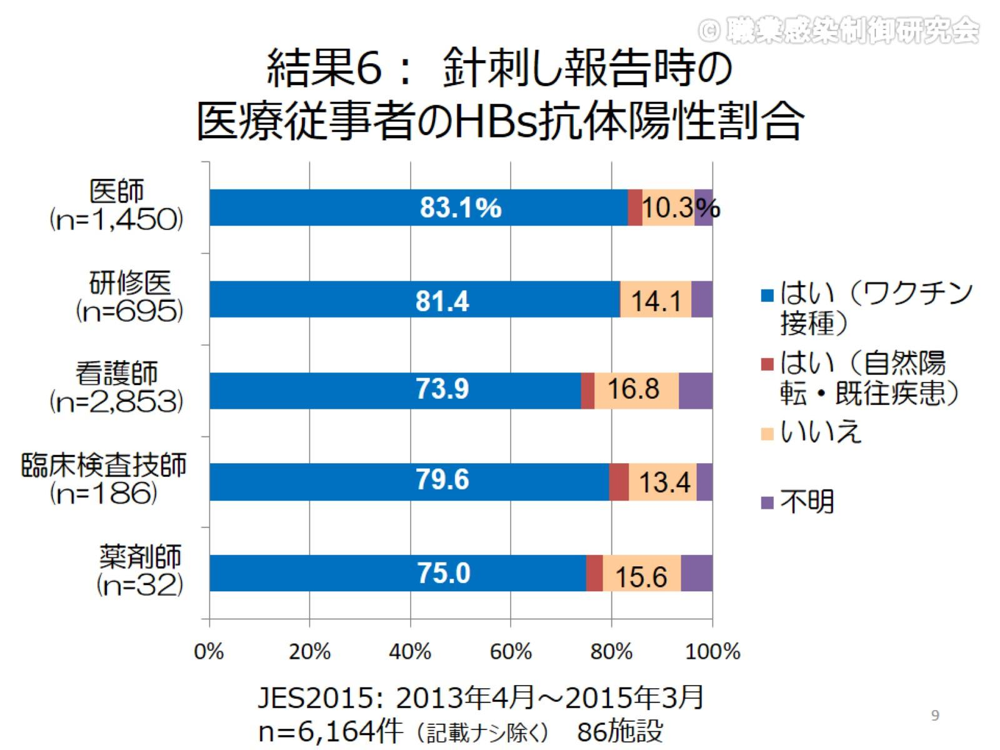 © 職業感染制御研究会
結果6： 針刺し報告時の
医療従事者のHBs抗体陽性割合
医師
(n=1,450)
83.1%
10.3%
研修医
(n=695)
81.4
14.1
看護師
(n=2,853)
73.9
16.8
臨床検査技師
(n=186)
79.6
13.4
薬剤師
(n=32)
75.0
15.6
0%
20%
40%
60%
80%
100%
はい（ワクチン
接種）
はい（自然陽
転・既往疾患）
いいえ
不明
JES2015: 2013年4月～2015年3月
n=6,164件（記載ナシ除く） 86施設
9